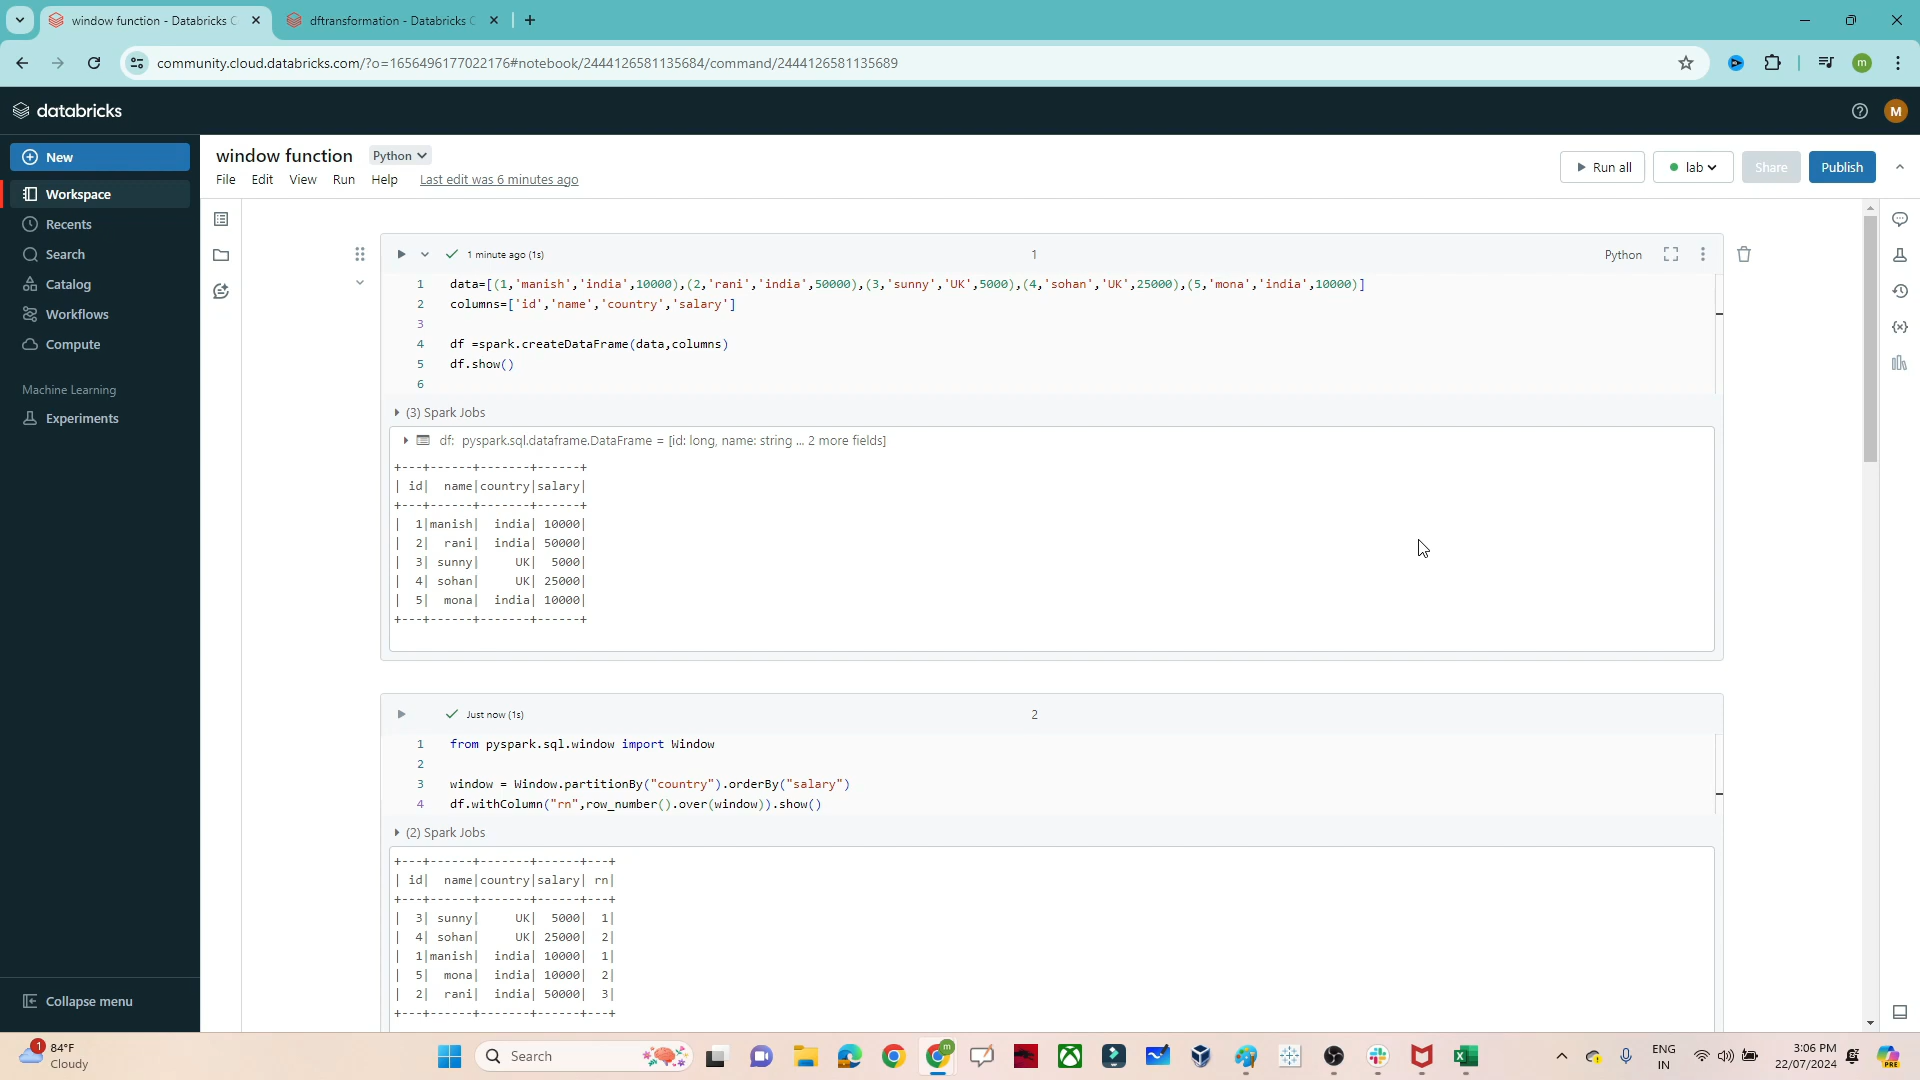 window function - Databricks C
dftransformation - Databricks C
community.cloud.databricks.com/?o=1656496177022176#notebook/2444126581135684/command/2444126581135689
m
databricks
M
New
window function
Python
Run all
lab
Share
Publish
File Edit View Run Help Last edit was 6 minutes ago
Workspace
Recents
Search
Catalog
Workflows
Compute
Machine Learning
Experiments
Collapse menu
1 minute ago (1s)
1
Python
1 data=[(1,'manish','india',10000),(2,'rani','india',50000),(3,'sunny','UK',5000),(4,'sohan','UK',25000),(5,'mona','india',10000)]
2 columns=['id','name','country','salary']
3
4 df =spark.createDataFrame(data,columns)
5 df.show()
6
(3) Spark Jobs
df: pyspark.sql.dataframe.DataFrame = [id: long, name: string ... 2 more fields]
+---+------+-------+------+
| id|  name|country|salary|
+---+------+-------+------+
|  1|manish|  india| 10000|
|  2|  rani|  india| 50000|
|  3| sunny|     UK|  5000|
|  4| sohan|     UK| 25000|
|  5|  mona|  india| 10000|
+---+------+-------+------+
Just now (1s)
2
1 from pyspark.sql.window import Window
2
3 window = Window.partitionBy("country").orderBy("salary")
4 df.withColumn("rn",row_number().over(window)).show()
(2) Spark Jobs
+---+------+-------+------+---+
| id|  name|country|salary| rn|
+---+------+-------+------+---+
|  3| sunny|     UK|  5000|  1|
|  4| sohan|     UK| 25000|  2|
|  1|manish|  india| 10000|  1|
|  5|  mona|  india| 10000|  2|
|  2|  rani|  india| 50000|  3|
+---+------+-------+------+---+
1
84°F
Cloudy
Search
m
ENG
IN
3:06 PM
22/07/2024
PRE